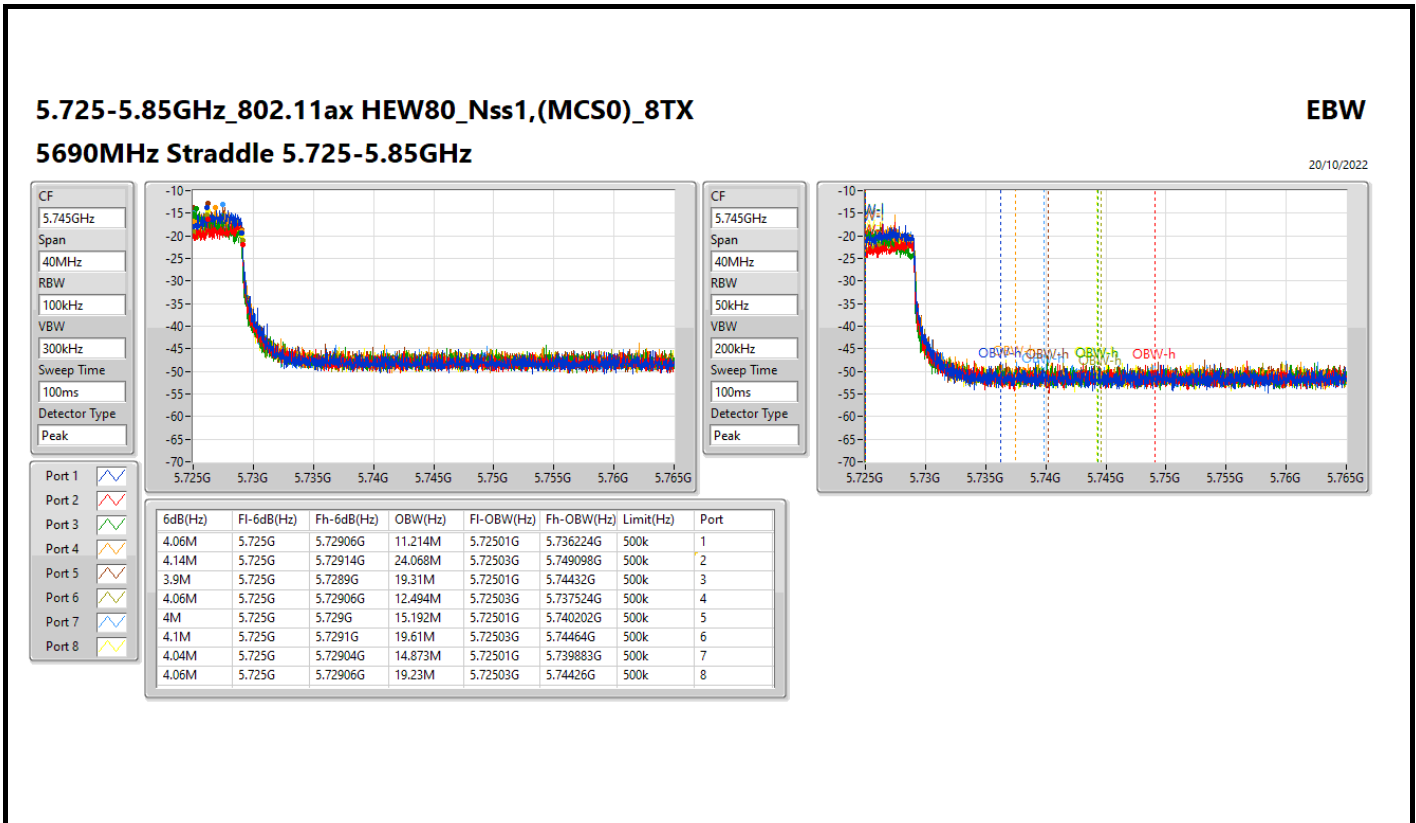 5.725-5.85GHz_802.11ax HEW80_Nss1,(MCS0)_8TX
EBW
5690MHz Straddle 5.725-5.85GHz
20/10/2022
CF
5.745GHz
Span
40MHz
RBW
100kHz
VBW
300kHz
Sweep Time
100ms
Detector Type
Peak
-10
-15
-20
-25
-30
-35
-40
-45
-50
-55
-60
-65
-70
5.725G 5.73G 5.735G 5.74G 5.745G 5.75G 5.755G 5.76G 5.765G
CF
5.745GHz
Span
40MHz
RBW
50kHz
VBW
200kHz
Sweep Time
100ms
Detector Type
Peak
-10
-15
-20
-25
-30
-35
-40
-45
-50
-55
-60
-65
-70
OBW-h OBW-h OBW-h OBW-h
5.725G 5.73G 5.735G 5.74G 5.745G 5.75G 5.755G 5.76G 5.765G
Port 1
Port 2
Port 3
Port 4
Port 5
Port 6
Port 7
Port 8
6dB(Hz) Fl-6dB(Hz) Fh-6dB(Hz) OBW(Hz) Fl-OBW(Hz) Fh-OBW(Hz) Limit(Hz) Port
4.06M 5.725G 5.72906G 11.214M 5.72501G 5.736224G 500k 1
4.14M 5.725G 5.72914G 24.068M 5.72503G 5.749098G 500k 2
3.9M 5.725G 5.7289G 19.31M 5.72501G 5.74432G 500k 3
4.06M 5.725G 5.72906G 12.494M 5.72503G 5.737524G 500k 4
4M 5.725G 5.729G 15.192M 5.72501G 5.740202G 500k 5
4.1M 5.725G 5.7291G 19.61M 5.72503G 5.74464G 500k 6
4.04M 5.725G 5.72904G 14.873M 5.72501G 5.739883G 500k 7
4.06M 5.725G 5.72906G 19.23M 5.72503G 5.74426G 500k 8